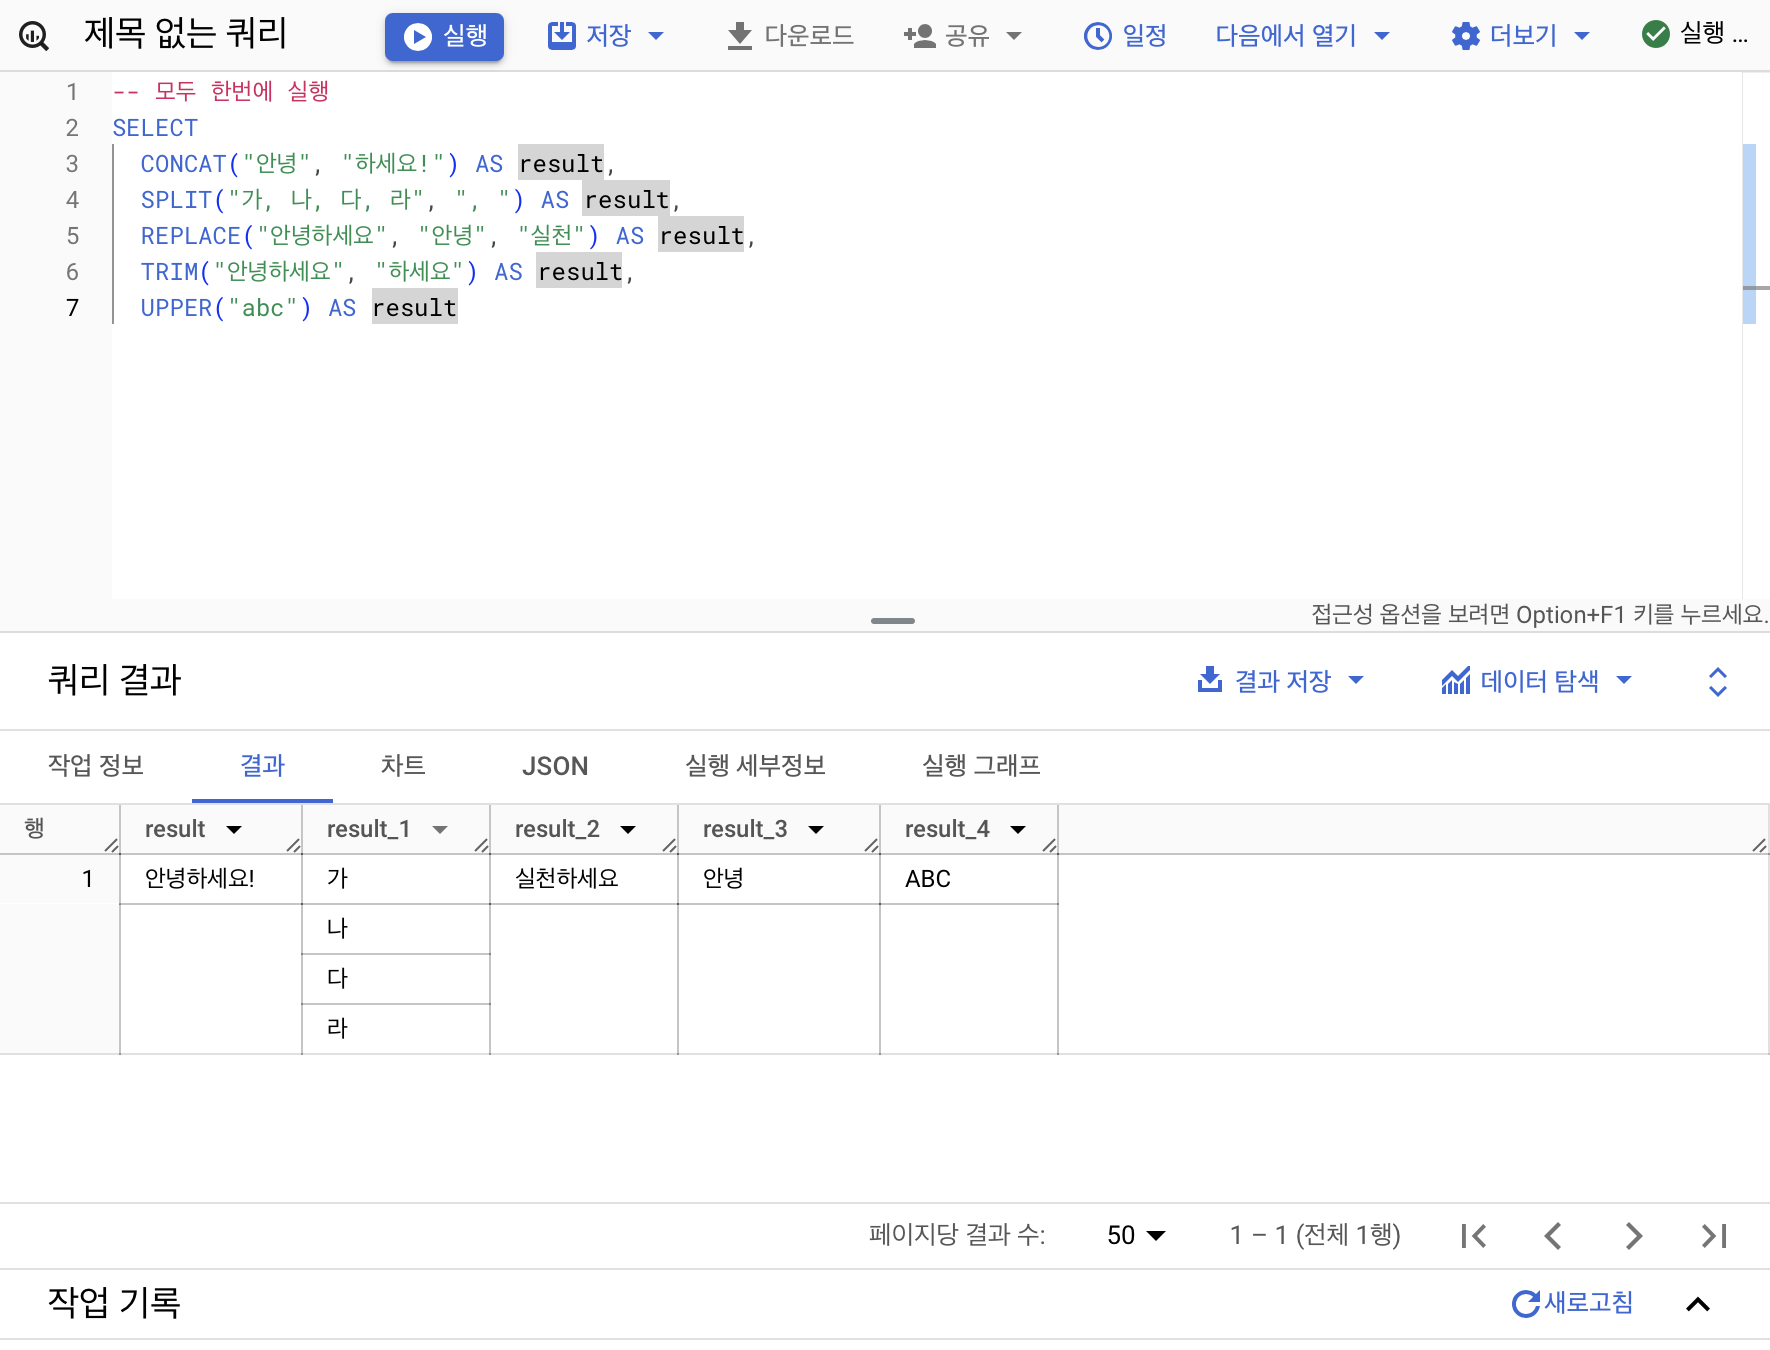 제목 없는 쿼리 실행 저장 다운로드 공유 일정 다음에서 열기 더보기 실행 ...
1 -- 모두 한번에 실행
2 SELECT
3 CONCAT("안녕", "하세요!") AS result,
4 SPLIT("가, 나, 다, 라", ", ") AS result,
5 REPLACE("안녕하세요", "안녕", "실천") AS result,
6 TRIM("안녕하세요", "하세요") AS result,
7 UPPER("abc") AS result
접근성 옵션을 보려면 Option+F1 키를 누르세요.
쿼리 결과 결과 저장 데이터 탐색
작업 정보 결과 차트 JSON 실행 세부정보 실행 그래프
행 result result_1 result_2 result_3 result_4
1 안녕하세요! 가 실천하세요 안녕 ABC
나
다
라
페이지당 결과 수: 50 1 – 1 (전체 1행)
작업 기록 새로고침